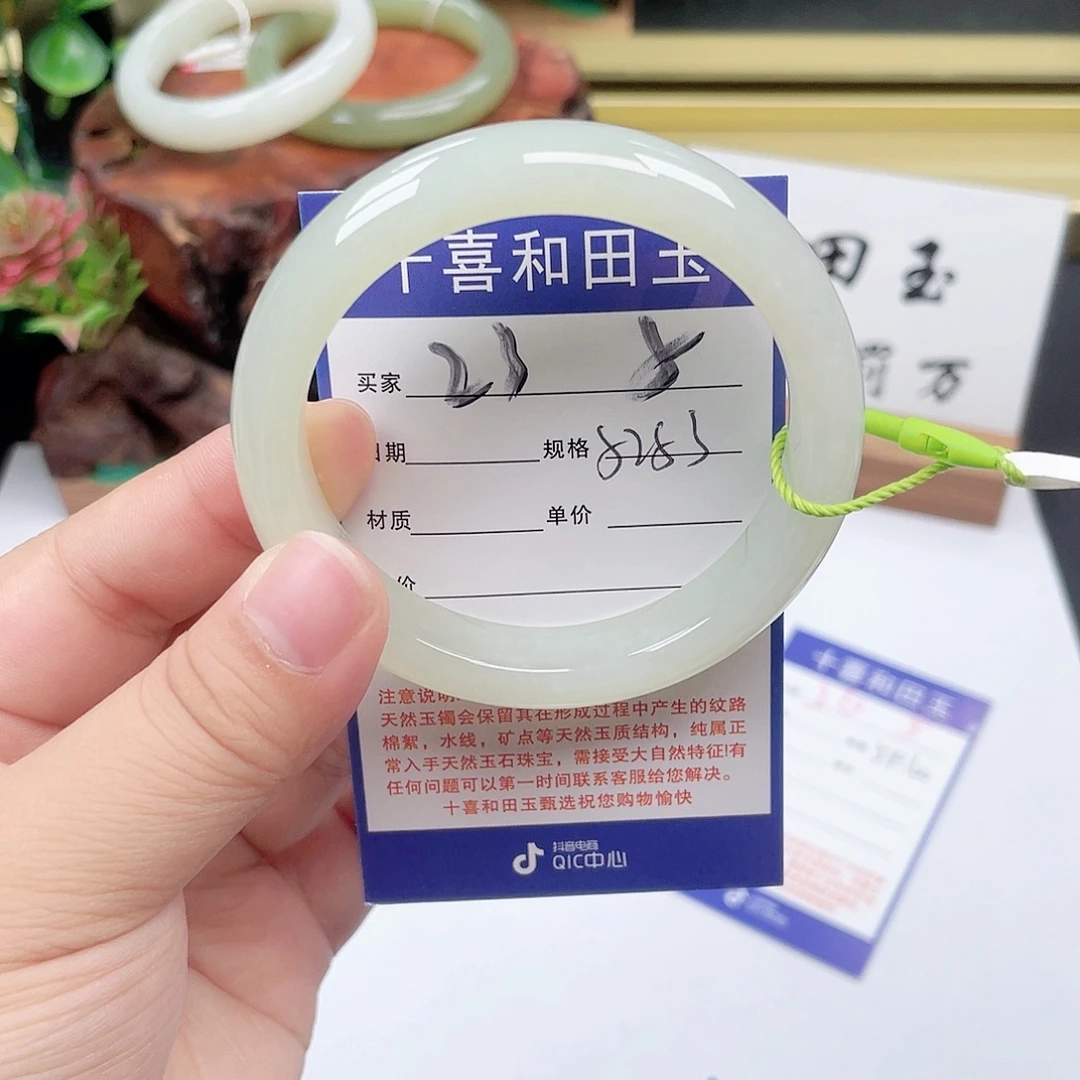 十喜和田玉
买家
日期 规格 8283
材质 单价
价
注意说明
天然玉镯会保留其在形成过程中产生的纹路
棉絮，水线，矿点等天然玉质结构，纯属正
常入手天然玉石珠宝，需接受大自然特征！有
任何问题可以第一时间联系客服给您解决。
十喜和田玉甄选祝您购物愉快
抖音电商
QIC中心
田玉
万
十喜和田玉